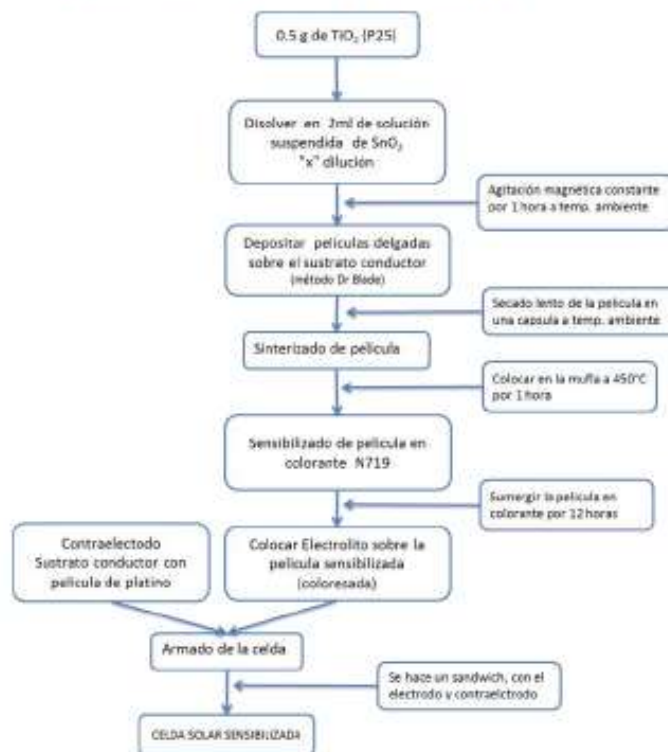 0.5 g de TiO₂ (P25)
Disolver en 2ml de solución
suspendida de SnO₂
"x" dilución
Agitación magnética constante
por 1 hora a temp. ambiente
Depositar películas delgadas
sobre el sustrato conductor
(método Dr Blade)
Secado lento de la película en
una capsula a temp. ambiente
Sinterizado de película
Colocar en la mufla a 450°C
por 1 hora
Sensibilizado de película en
colorante N719
Sumergir la película en
colorante por 12 horas
Contraelectodo
Sustrato conductor con
película de platino
Colocar Electrolito sobre la
película sensibilizada
(coloresada)
Armado de la celda
Se hace un sandwich, con el
electrodo y contraelctrodo
CELDA SOLAR SENSIBILIZADA